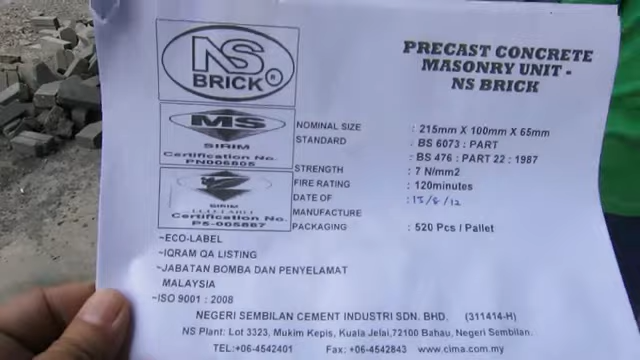 NS
BRICK ®
PRECAST CONCRETE
MASONRY UNIT -
NS BRICK
MS
SIRIM
Certification No.
PN006805
NOMINAL SIZE : 215mm X 100mm X 65mm
STANDARD : BS 6073 : PART
: BS 476 : PART 22 : 1987
STRENGTH : 7 N/mm2
FIRE RATING : 120minutes
DATE OF
MANUFACTURE
PACKAGING : 520 Pcs / Pallet
SIRIM
Certification No.
PS-005887
~ECO-LABEL
~IQRAM QA LISTING
~JABATAN BOMBA DAN PENYELAMAT
MALAYSIA
~ISO 9001 : 2008
NEGERI SEMBILAN CEMENT INDUSTRI SDN. BHD. (311414-H)
NS Plant: Lot 3323, Mukim Kepis, Kuala Jelai,72100 Bahau, Negeri Sembilan.
TEL:+06-4542401 Fax: +06-4542843 www.cima.com.my